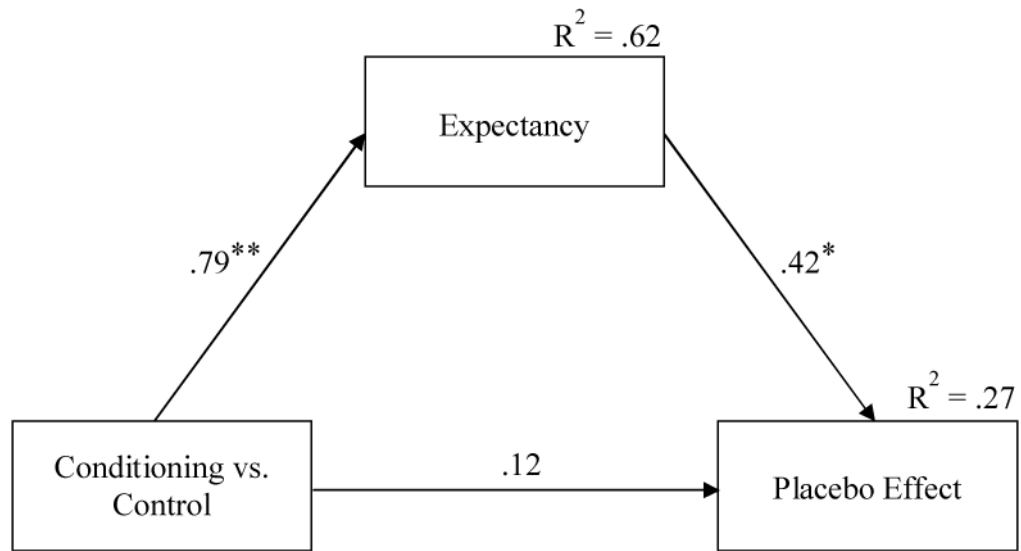 R² = .62
Expectancy
.79**
.42*
R² = .27
Conditioning vs.
Control
.12
Placebo Effect